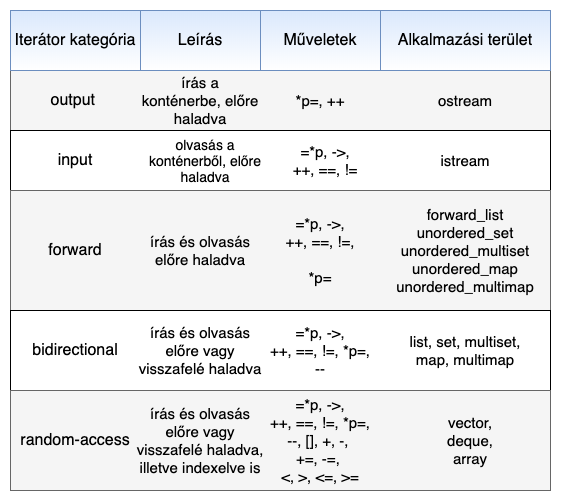 Iterátor kategória
Leírás
Műveletek
Alkalmazási terület
output
írás a
konténerbe, előre
haladva
*p=, ++
ostream
input
olvasás a
konténerből, előre
haladva
=*p, ->,
++, ==, !=
istream
forward
írás és olvasás
előre haladva
=*p, ->,
++, ==, !=,
*p=
forward_list
unordered_set
unordered_multiset
unordered_map
unordered_multimap
bidirectional
írás és olvasás
előre vagy
visszafelé haladva
=*p, ->,
++, ==, !=, *p=,
--
list, set, multiset,
map, multimap
random-access
írás és olvasás
előre vagy
visszafelé haladva,
illetve indexelve is
=*p, ->,
++, ==, !=, *p=,
--, [], +, -,
+=, -=,
<, >, <=, >=
vector,
deque,
array